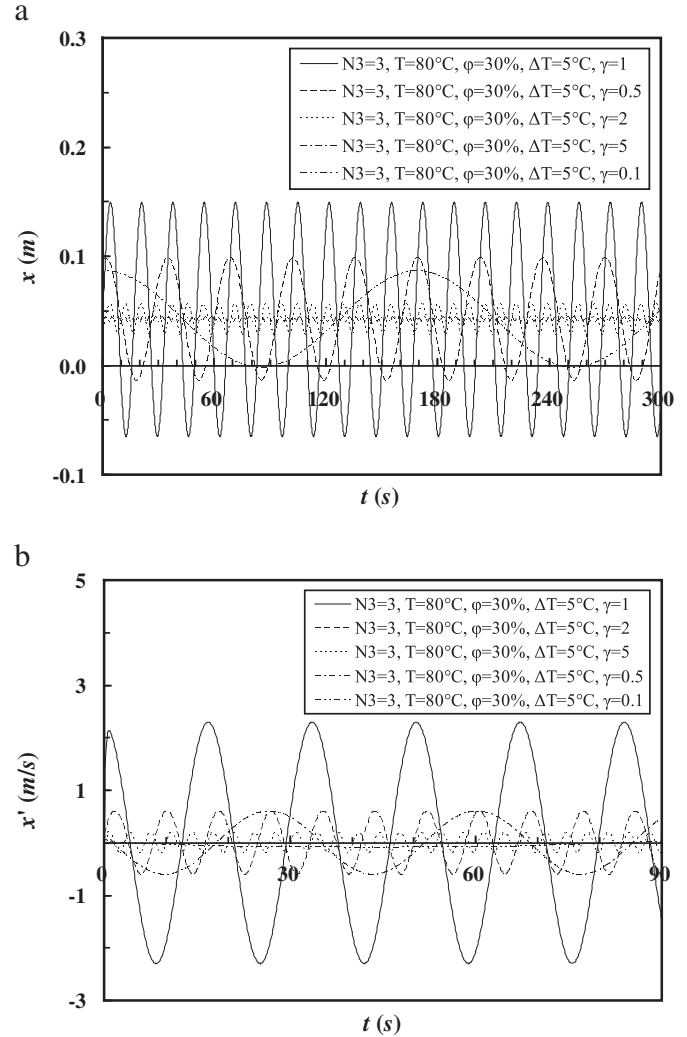 a
0.3
0.2
0.1
0.0
-0.1
x (m)
N3=3, T=80°C, φ=30%, ΔT=5°C, γ=1
N3=3, T=80°C, φ=30%, ΔT=5°C, γ=0.5
N3=3, T=80°C, φ=30%, ΔT=5°C, γ=2
N3=3, T=80°C, φ=30%, ΔT=5°C, γ=5
N3=3, T=80°C, φ=30%, ΔT=5°C, γ=0.1
0 60 120 180 240 300
t (s)
b
5
3
1
-1
-3
x' (m/s)
N3=3, T=80°C, φ=30%, ΔT=5°C, γ=1
N3=3, T=80°C, φ=30%, ΔT=5°C, γ=2
N3=3, T=80°C, φ=30%, ΔT=5°C, γ=5
N3=3, T=80°C, φ=30%, ΔT=5°C, γ=0.5
N3=3, T=80°C, φ=30%, ΔT=5°C, γ=0.1
0 30 60 90
t (s)